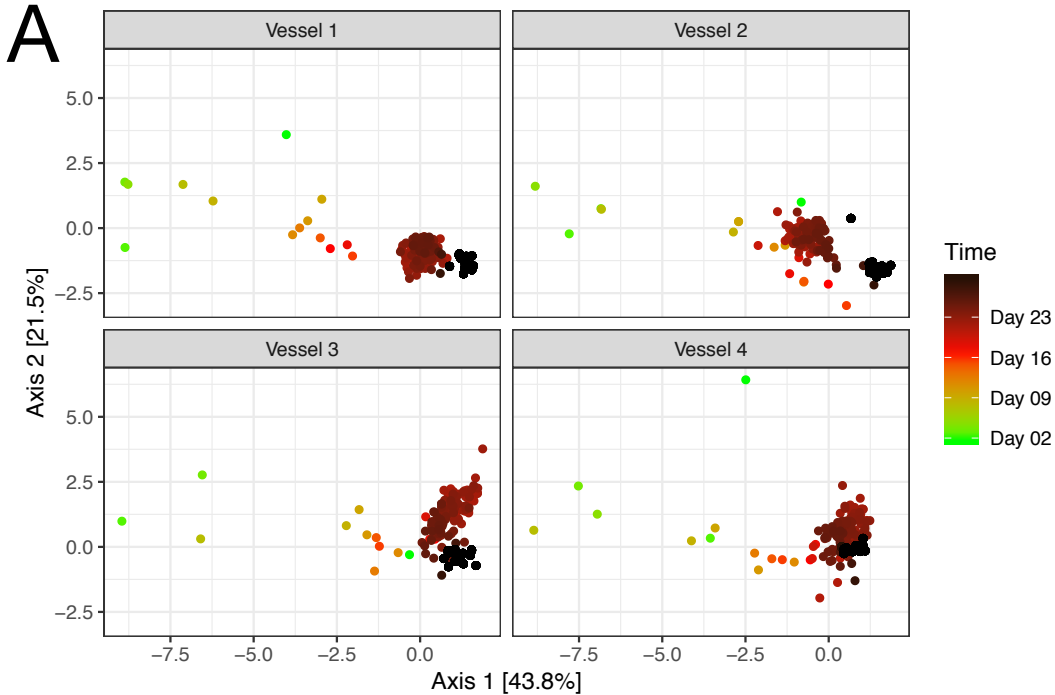 A
Vessel 1
Vessel 2
5.0
2.5
0.0
−2.5
Vessel 3
Vessel 4
5.0
2.5
0.0
−2.5
−7.5 −5.0 −2.5 0.0
−7.5 −5.0 −2.5 0.0
Axis 1 [43.8%]
Axis 2 [21.5%]
Time
Day 23
Day 16
Day 09
Day 02